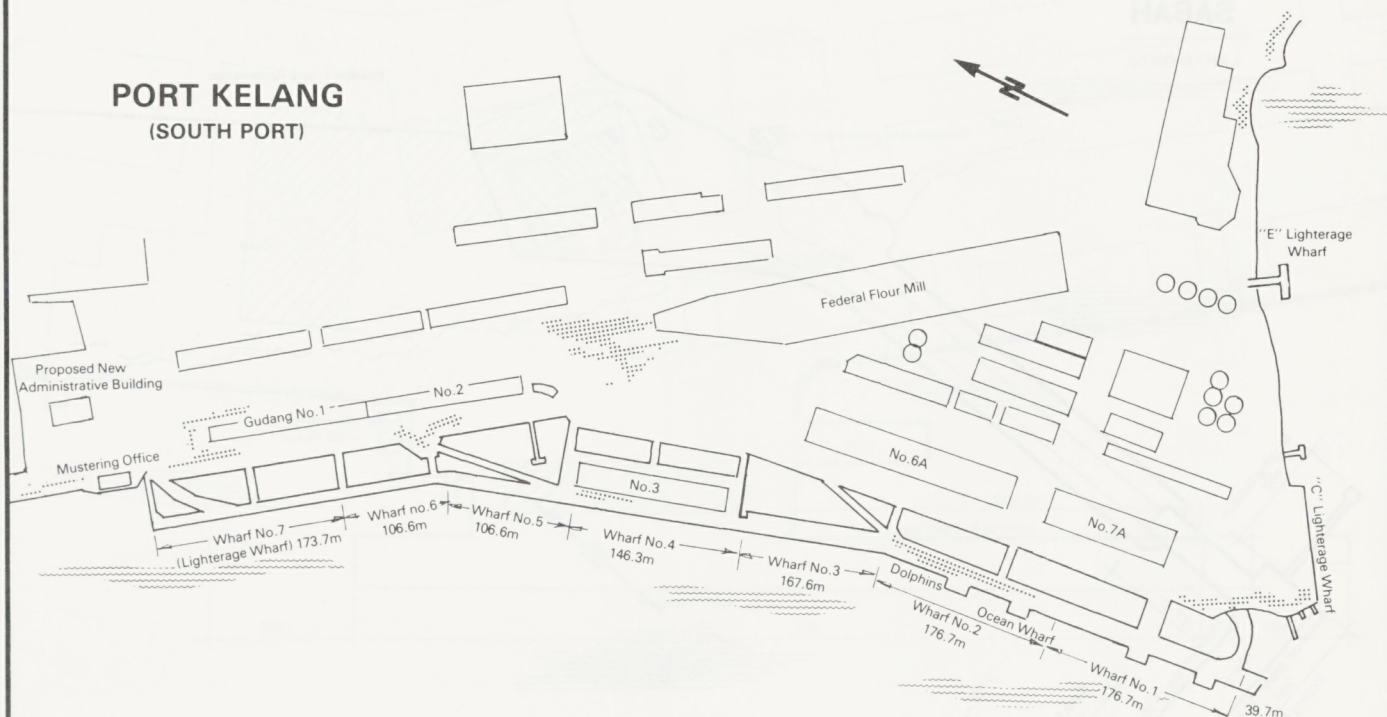 PORT KELANG
(SOUTH PORT)
N
"E" Lighterage
Wharf
Federal Flour Mill
Proposed New
Administrative Building
No.2
Gudang No.1
Mustering Office
No.6A
No.3
No.7A
"C" Lighterage Wharf
Wharf No.7
(Lighterage Wharf) 173.7m
Wharf no.6
106.6m
Wharf No.5
106.6m
Wharf No.4
146.3m
Wharf No.3
167.6m
Dolphins
Ocean Wharf
Wharf No.2
176.7m
Wharf No.1
176.7m
39.7m